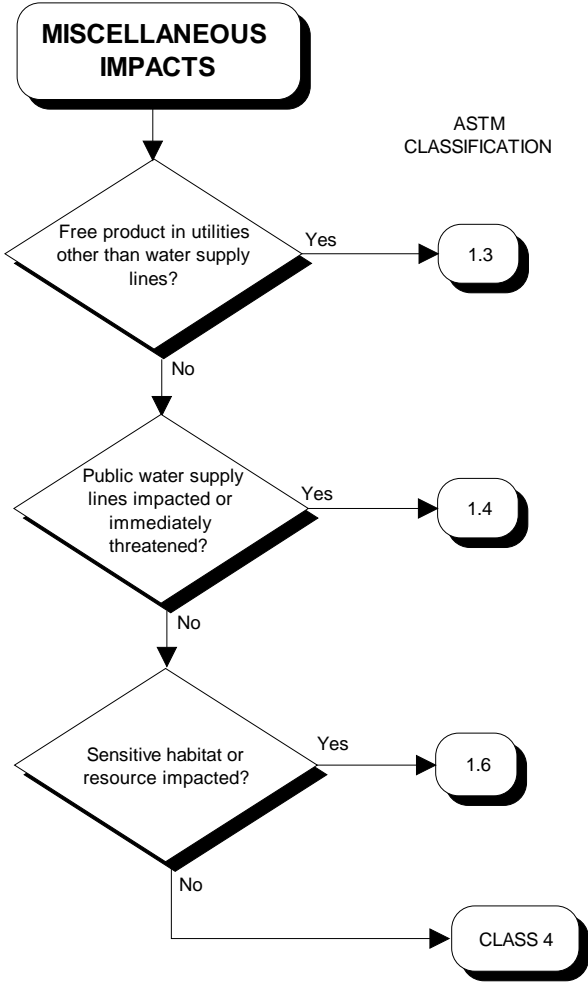 MISCELLANEOUS
IMPACTS
ASTM
CLASSIFICATION
Free product in utilities
other than water supply
lines?
Yes
1.3
No
Public water supply
lines impacted or
immediately
threatened?
Yes
1.4
No
Sensitive habitat or
resource impacted?
Yes
1.6
No
CLASS 4